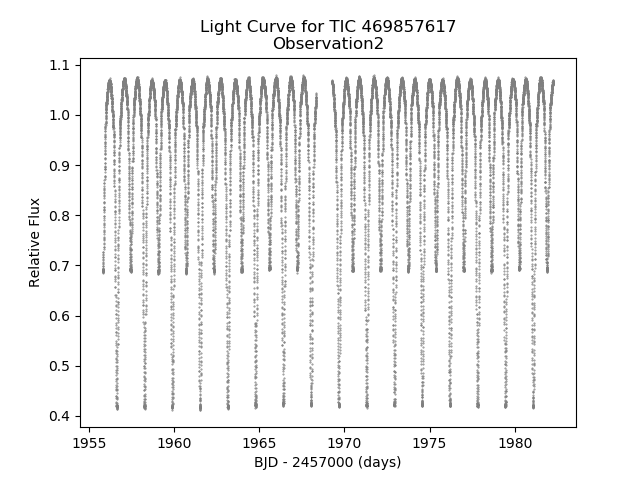 Light Curve for TIC 469857617
Observation2
Relative Flux
1.1
1.0
0.9
0.8
0.7
0.6
0.5
0.4
1955 1960 1965 1970 1975 1980
BJD - 2457000 (days)